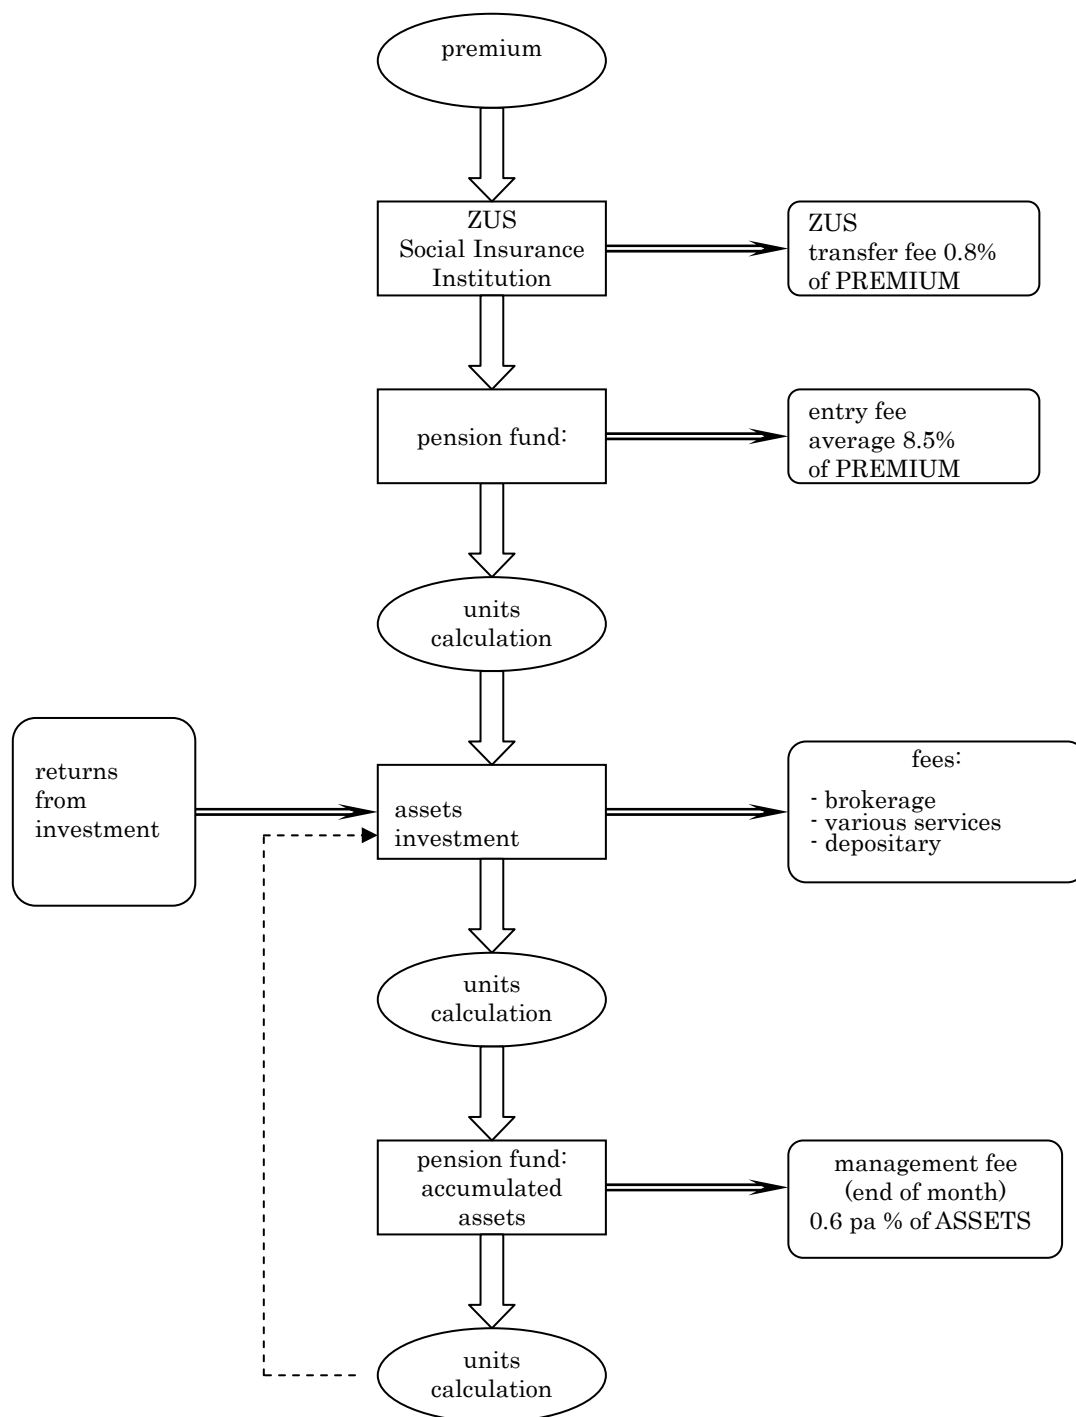 premium
ZUS
Social Insurance
Institution
ZUS
transfer fee 0.8%
of PREMIUM
pension fund:
entry fee
average 8.5%
of PREMIUM
units
calculation
returns
from
investment
assets
investment
fees:
- brokerage
- various services
- depositary
units
calculation
pension fund:
accumulated
assets
management fee
(end of month)
0.6 pa % of ASSETS
units
calculation